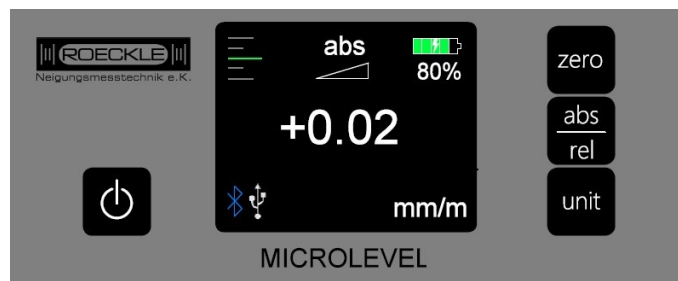 ROECKLE
Neigungsmesstechnik e.K.
abs
80%
+0.02
mm/m
zero
abs
rel
unit
MICROLEVEL